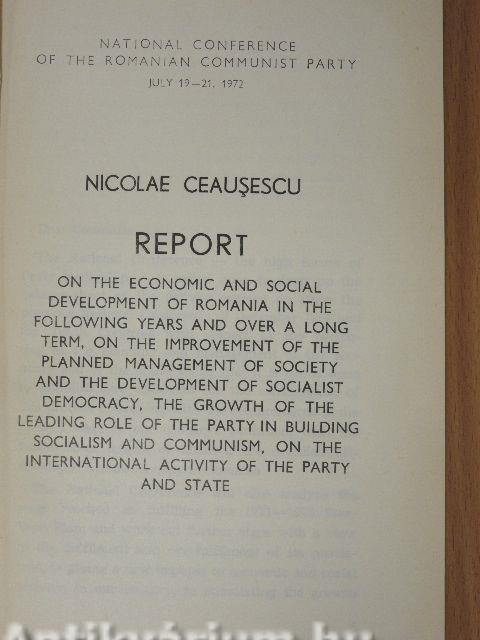 NATIONAL CONFERENCE
OF THE ROMANIAN COMMUNIST PARTY
JULY 19—21, 1972
NICOLAE CEAUŞESCU
REPORT
ON THE ECONOMIC AND SOCIAL
DEVELOPMENT OF ROMANIA IN THE
FOLLOWING YEARS AND OVER A LONG
TERM, ON THE IMPROVEMENT OF THE
PLANNED MANAGEMENT OF SOCIETY
AND THE DEVELOPMENT OF SOCIALIST
DEMOCRACY, THE GROWTH OF THE
LEADING ROLE OF THE PARTY IN BUILDING
SOCIALISM AND COMMUNISM, ON THE
INTERNATIONAL ACTIVITY OF THE PARTY
AND STATE
Antikvárium.hu